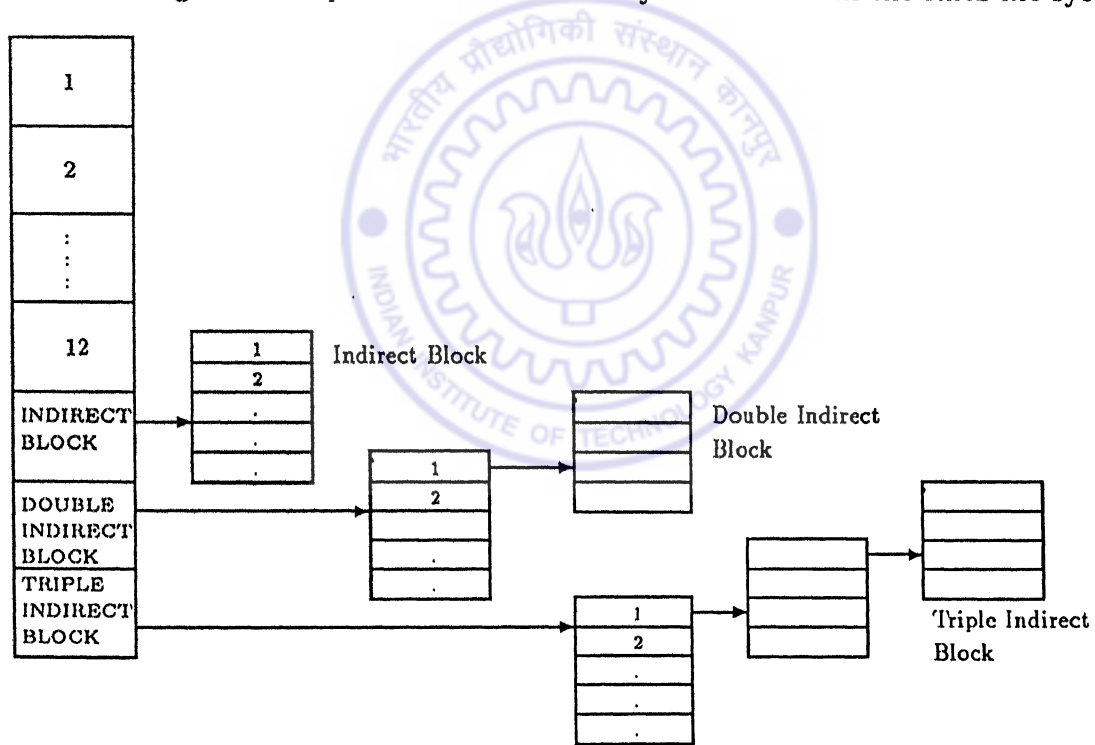 1
2
12
INDIRECT
BLOCK
DOUBLE
INDIRECT
BLOCK
TRIPLE
INDIRECT
BLOCK
1
2
Indirect Block
1
2
Double Indirect
Block
1
2
Triple Indirect
Block
भारतीय प्रौद्योगिकी संस्थान कानपुर
INDIAN INSTITUTE OF TECHNOLOGY KANPUR